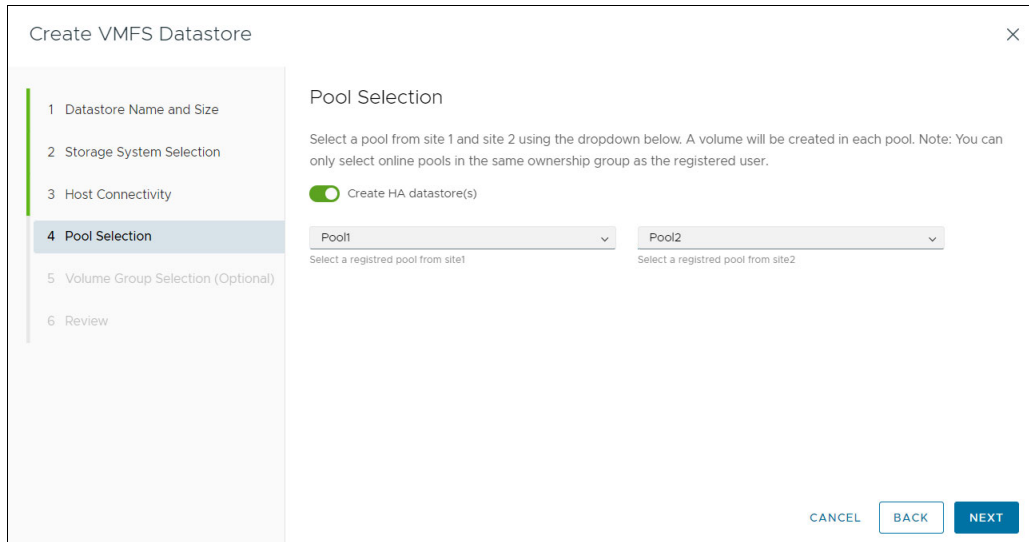 Create VMFS Datastore
1 Datastore Name and Size
2 Storage System Selection
3 Host Connectivity
4 Pool Selection
5 Volume Group Selection (Optional)
6 Review
Pool Selection
Select a pool from site 1 and site 2 using the dropdown below. A volume will be created in each pool. Note: You can
only select online pools in the same ownership group as the registered user.
Create HA datastore(s)
Pool1
Select a registred pool from site1
Pool2
Select a registred pool from site2
CANCEL
BACK
NEXT